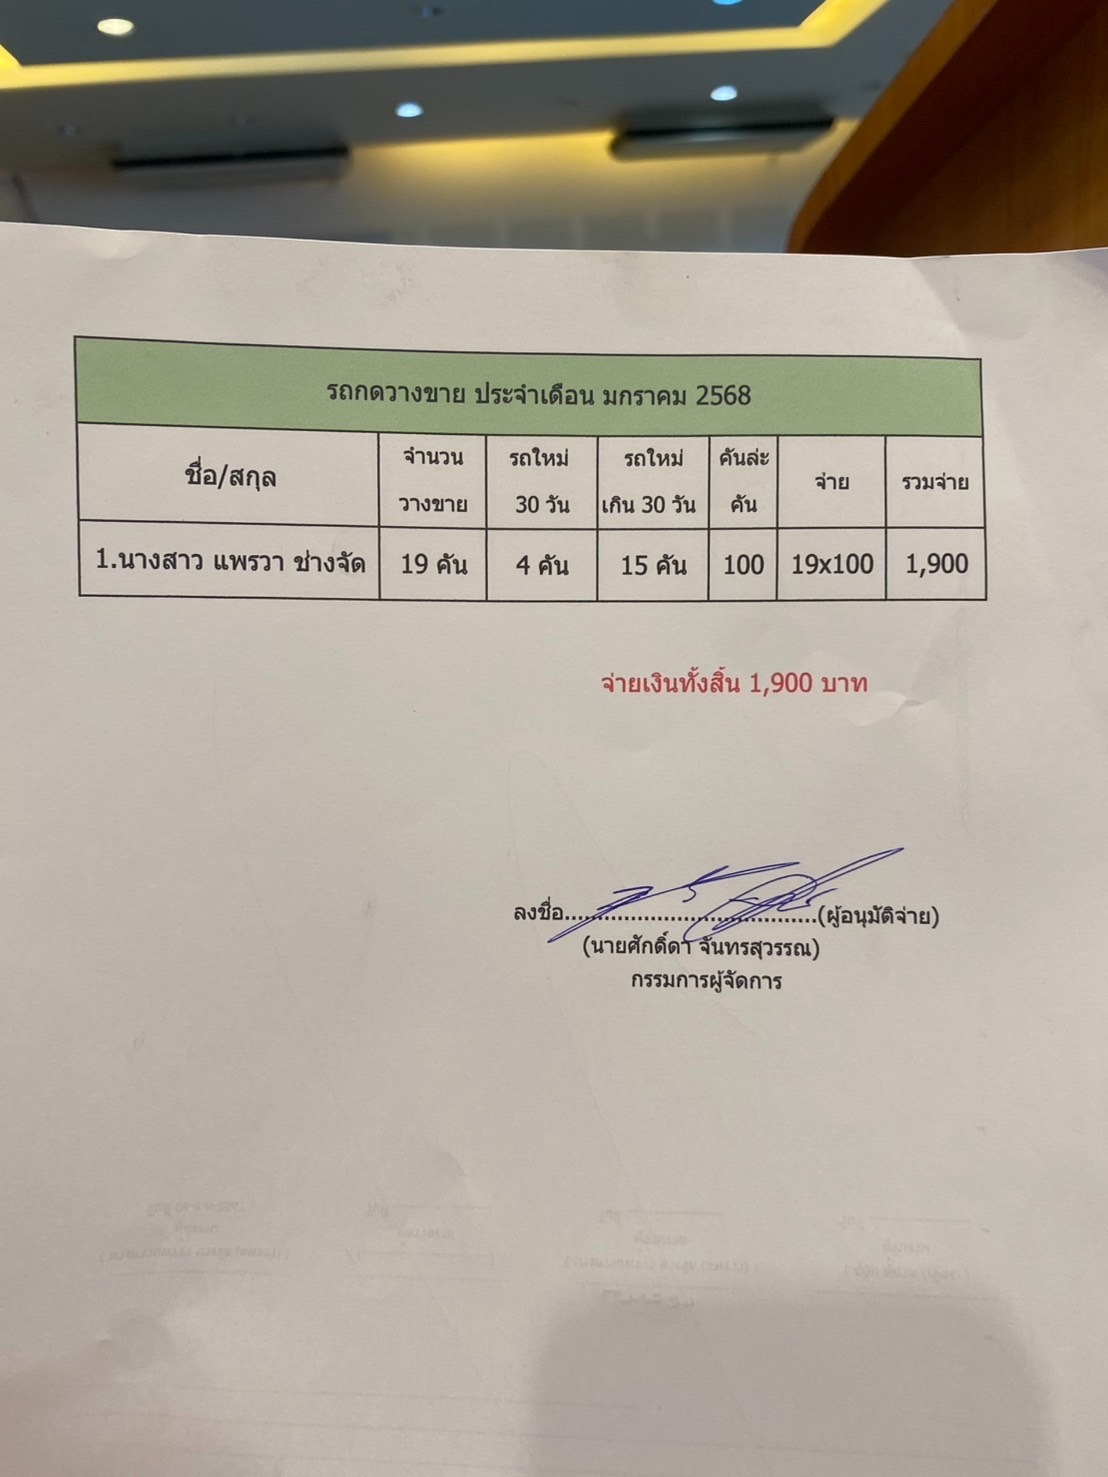 รถกดวางขาย ประจำเดือน มกราคม 2568
ชื่อ/สกุล จำนวนวางขาย รถใหม่ 30 วัน รถใหม่ เกิน 30 วัน คันล่ะ คัน จ่าย รวมจ่าย
1.นางสาว แพรวา ช่างจัด 19 คัน 4 คัน 15 คัน 100 19x100 1,900
จ่ายเงินทั้งสิ้น 1,900 บาท
ลงชื่อ..........................................(ผู้อนุมัติจ่าย)
(นายศักดิ์ดา จันทรสุวรรณ)
กรรมการผู้จัดการ